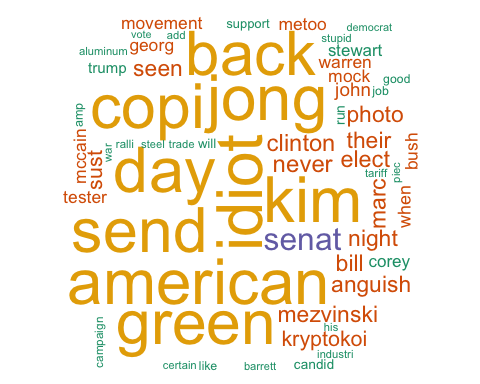 movement support metoo democrat
vote add stupid
georg back stewart
aluminum seen warren
trump mock good
copi jong john job
amp run photo
mccain sust war ralli steel trade will clinton their bush
day idiot never elect piec tariff
tester kim marc when
send senat night
bill corey
american anguish
green mezvinski
campaign his kryptokoi
industri
certain like barrett candid